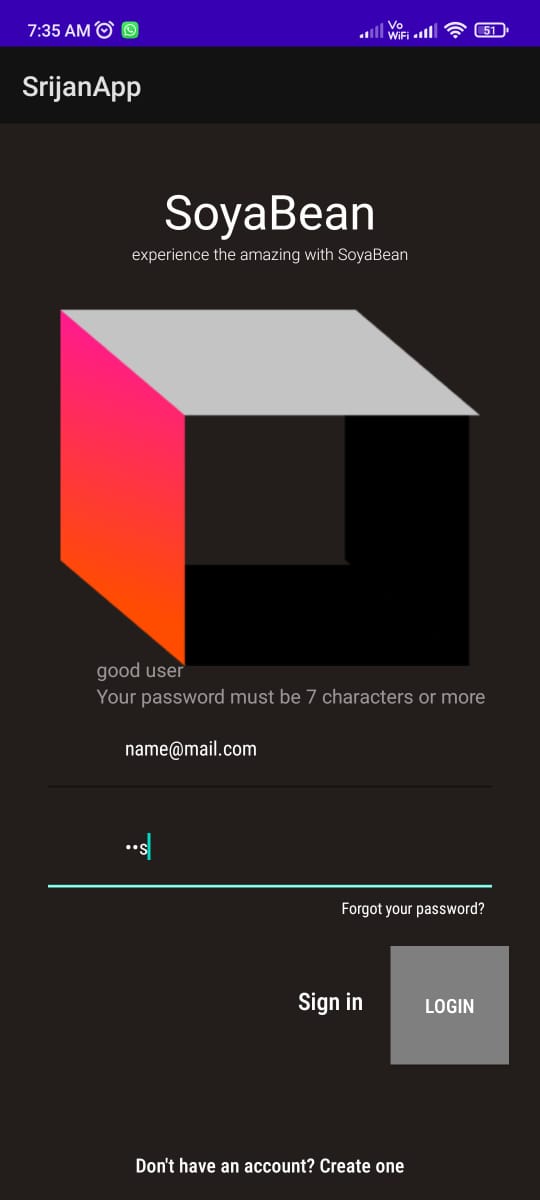 7:35 AM
Vo
WiFi
51
SrijanApp
SoyaBean
experience the amazing with SoyaBean
good user
Your password must be 7 characters or more
name@mail.com
••s
Forgot your password?
Sign in
LOGIN
Don't have an account? Create one